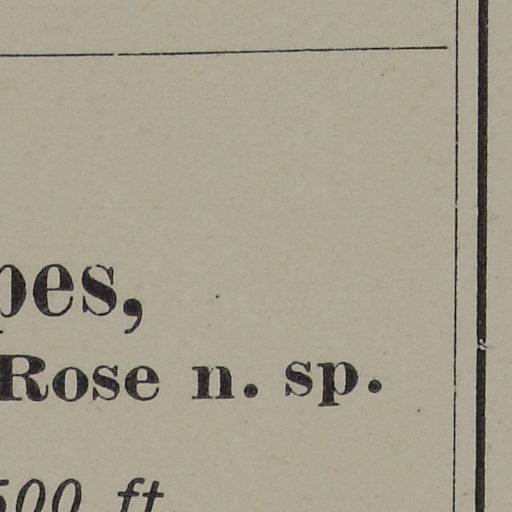 pes,
Rose n. sp.
500 ft